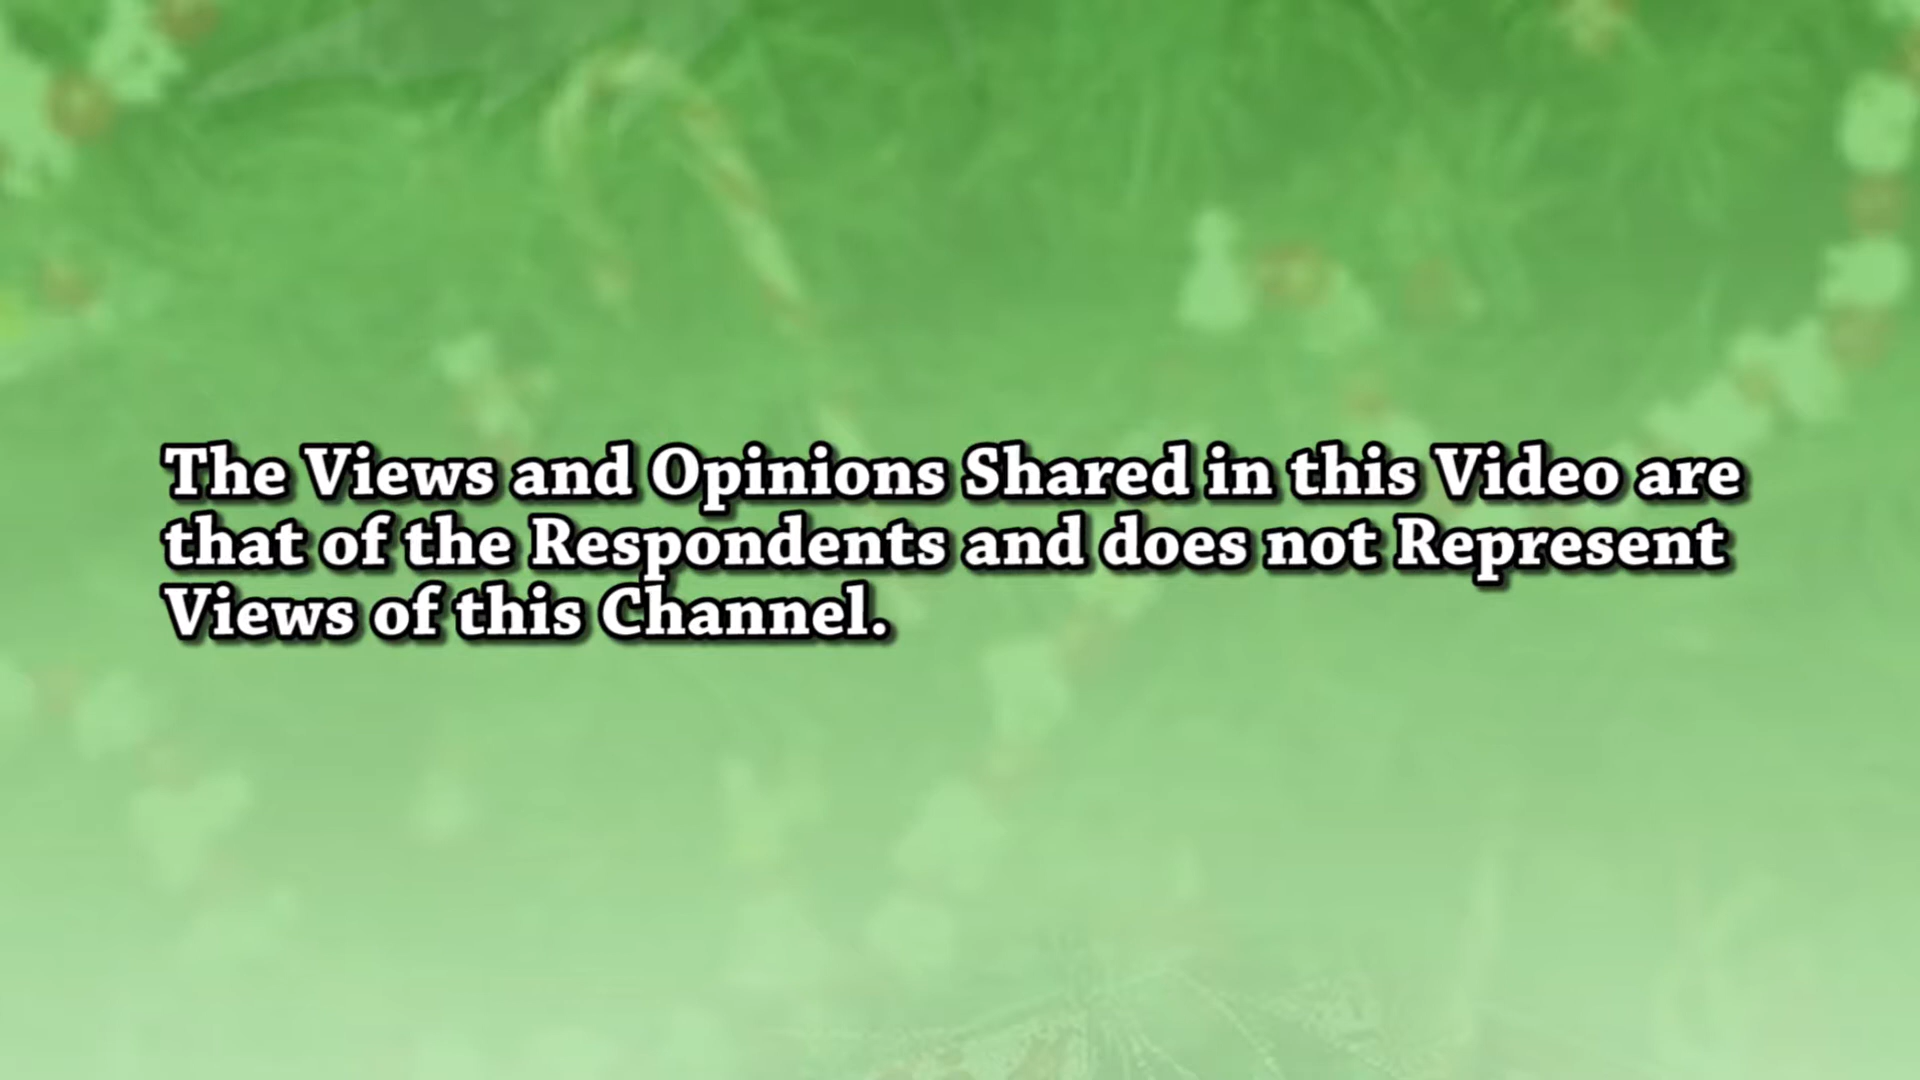 The Views and Opinions Shared in this Video are
that of the Respondents and does not Represent
Views of this Channel.